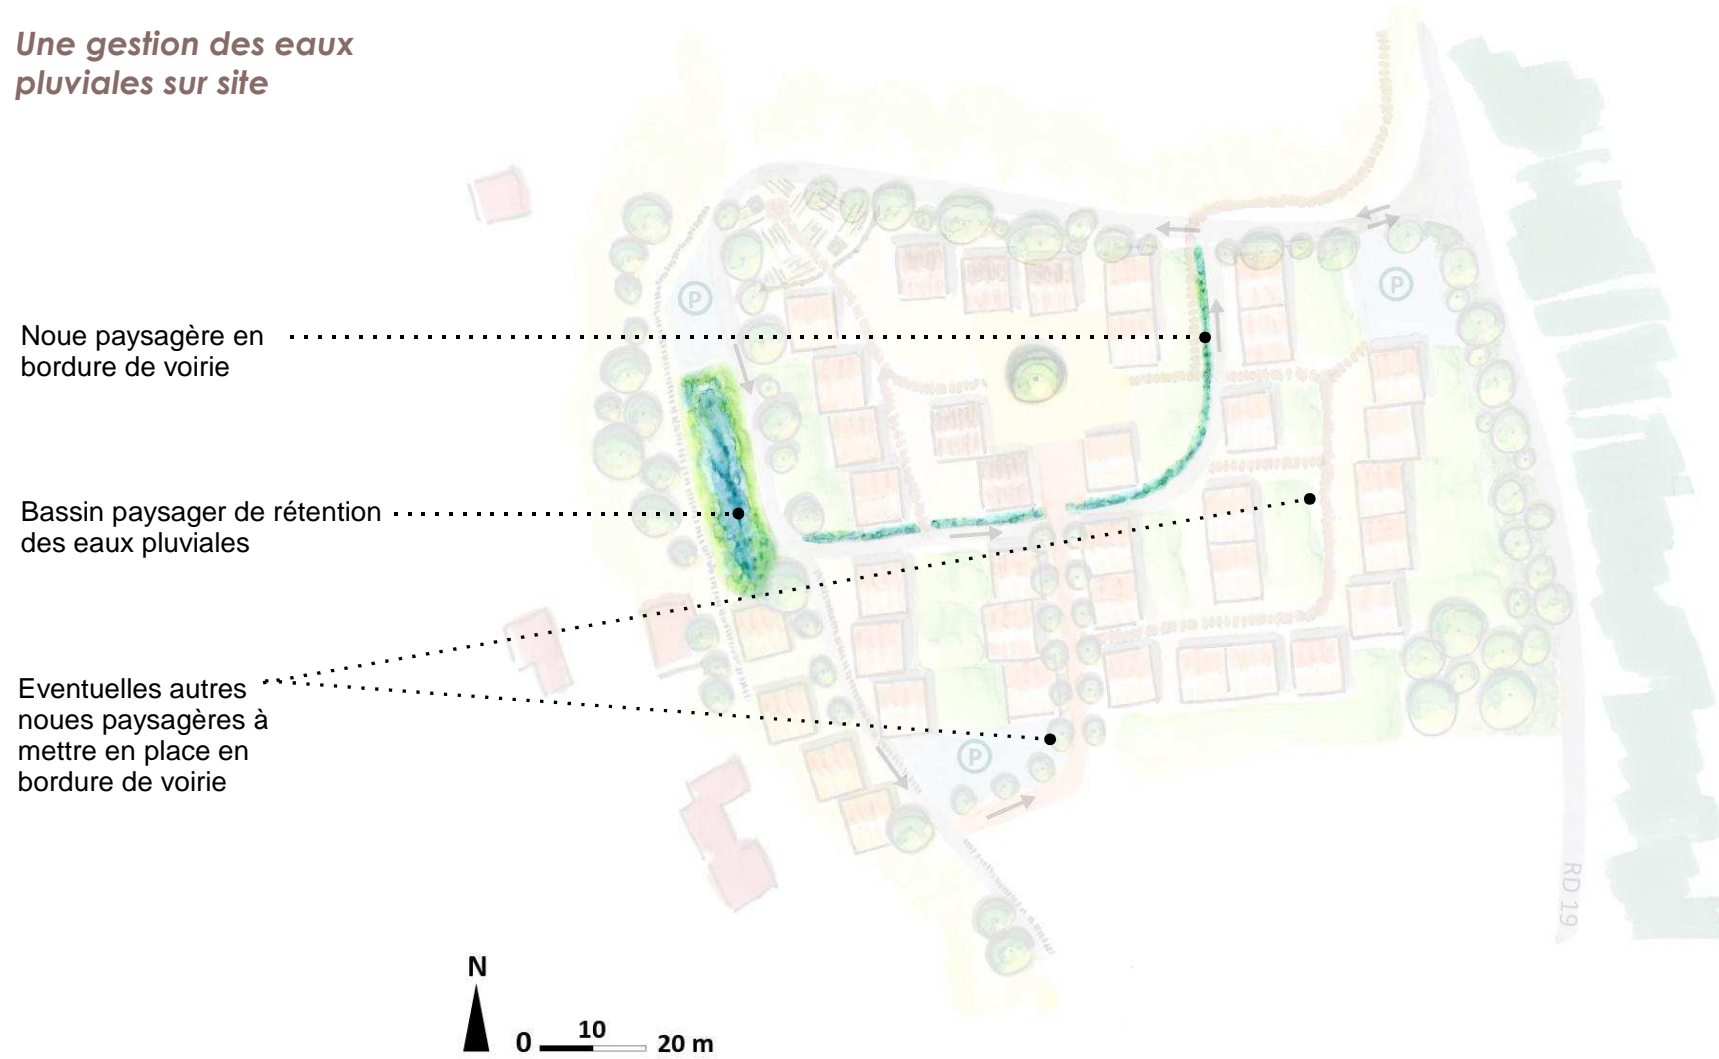 Une gestion des eaux
pluviales sur site
P
P
Noue paysagère en
bordure de voirie
Bassin paysager de rétention
des eaux pluviales
Eventuelles autres
noues paysagères à
mettre en place en
bordure de voirie
P
RD 19
N
0 10 20 m